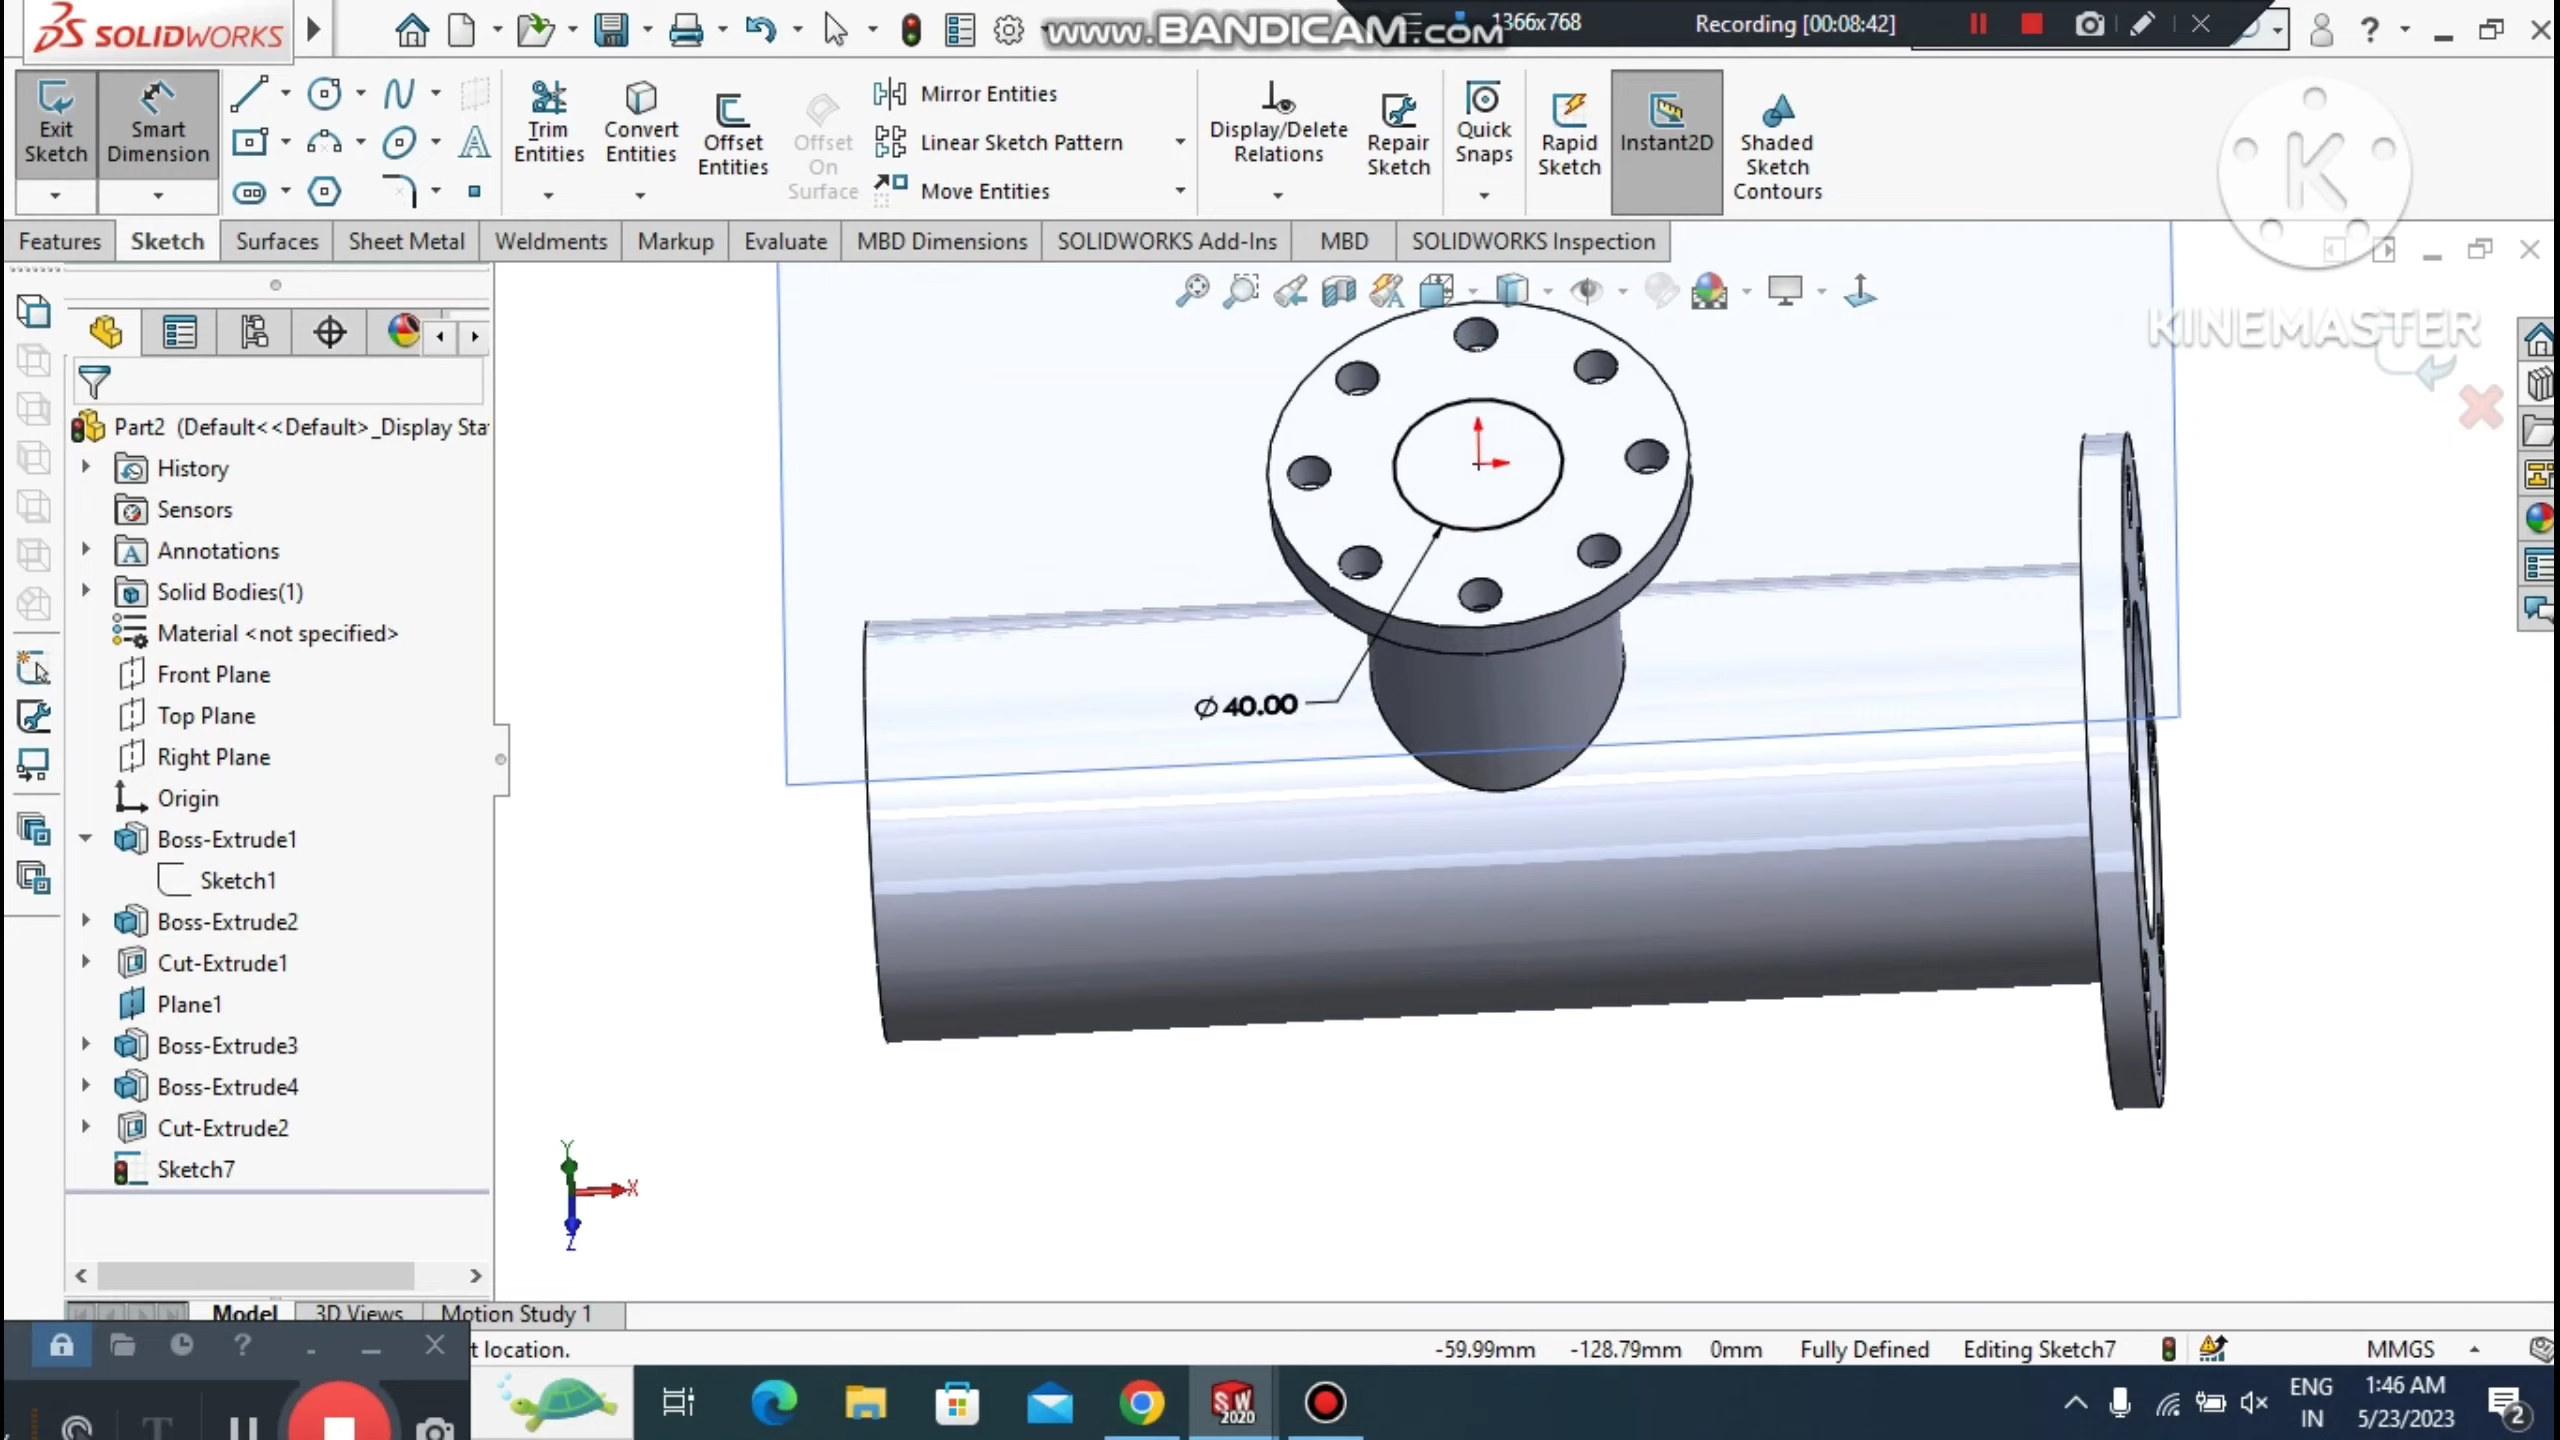 SOLIDWORKS
www.BANDICAM.com
1366x768
Recording [00:08:42]
Exit Sketch
Smart Dimension
Trim Entities
Convert Entities
Offset Entities
Offset On Surface
Mirror Entities
Linear Sketch Pattern
Move Entities
Display/Delete Relations
Repair Sketch
Quick Snaps
Rapid Sketch
Instant2D
Shaded Sketch Contours
K
KINEMASTER
Features
Sketch
Surfaces
Sheet Metal
Weldments
Markup
Evaluate
MBD Dimensions
SOLIDWORKS Add-Ins
MBD
SOLIDWORKS Inspection
Part2 (Default<<Default>_Display Sta
History
Sensors
Annotations
Solid Bodies(1)
Material <not specified>
Front Plane
Top Plane
Right Plane
Origin
Boss-Extrude1
Sketch1
Boss-Extrude2
Cut-Extrude1
Plane1
Boss-Extrude3
Boss-Extrude4
Cut-Extrude2
Sketch7
Ø 40.00
Y
X
Z
Model
3D Views
Motion Study 1
t location.
-59.99mm
-128.79mm
0mm
Fully Defined
Editing Sketch7
MMGS
SW 2020
ENG
IN
1:46 AM
5/23/2023
2